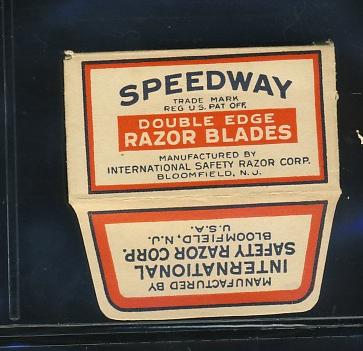 SPEEDWAY
TRADE MARK
REG U.S. PAT OFF.
DOUBLE EDGE
RAZOR BLADES
MANUFACTURED BY
INTERNATIONAL SAFETY RAZOR CORP.
BLOOMFIELD, N.J.
MANUFACTURED BY
INTERNATIONAL
SAFETY RAZOR CORP.
BLOOMFIELD, N.J.
U.S.A.